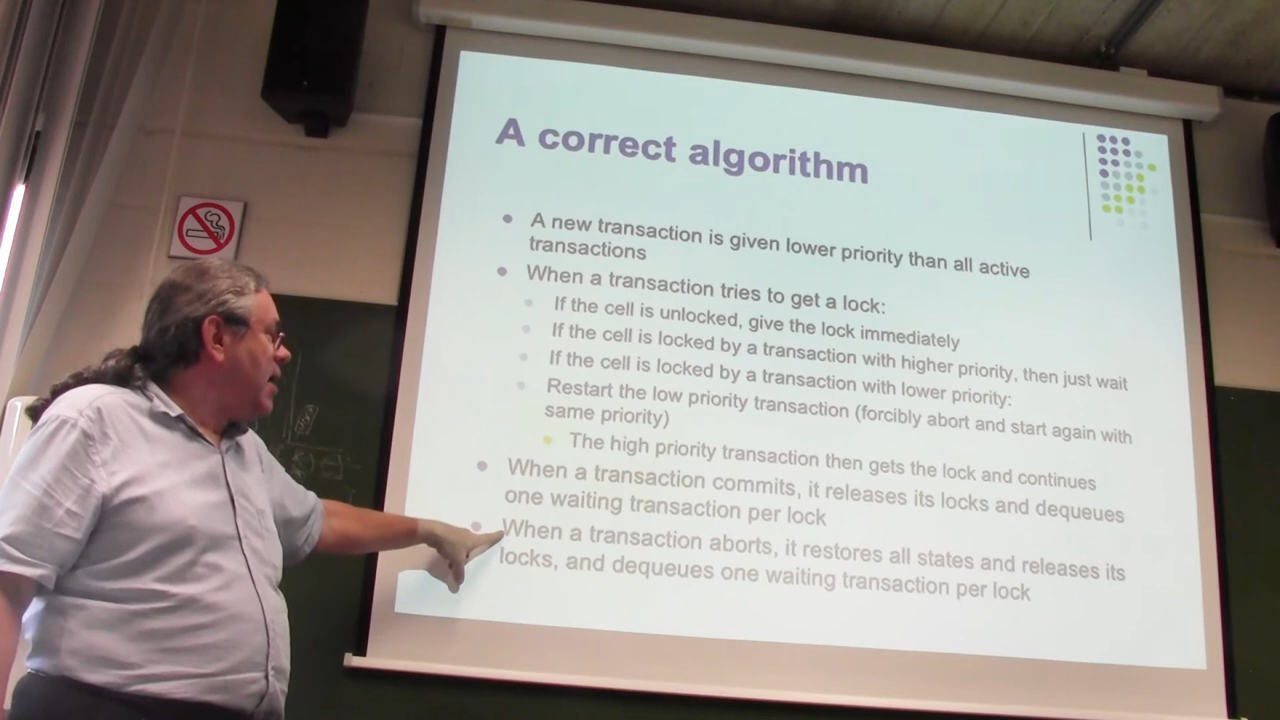 A correct algorithm
A new transaction is given lower priority than all active
transactions
When a transaction tries to get a lock:
If the cell is unlocked, give the lock immediately
If the cell is locked by a transaction with higher priority, then just wait
If the cell is locked by a transaction with lower priority:
Restart the low priority transaction (forcibly abort and start again with
same priority)
The high priority transaction then gets the lock and continues
When a transaction commits, it releases its locks and dequeues
one waiting transaction per lock
When a transaction aborts, it restores all states and releases its
locks, and dequeues one waiting transaction per lock